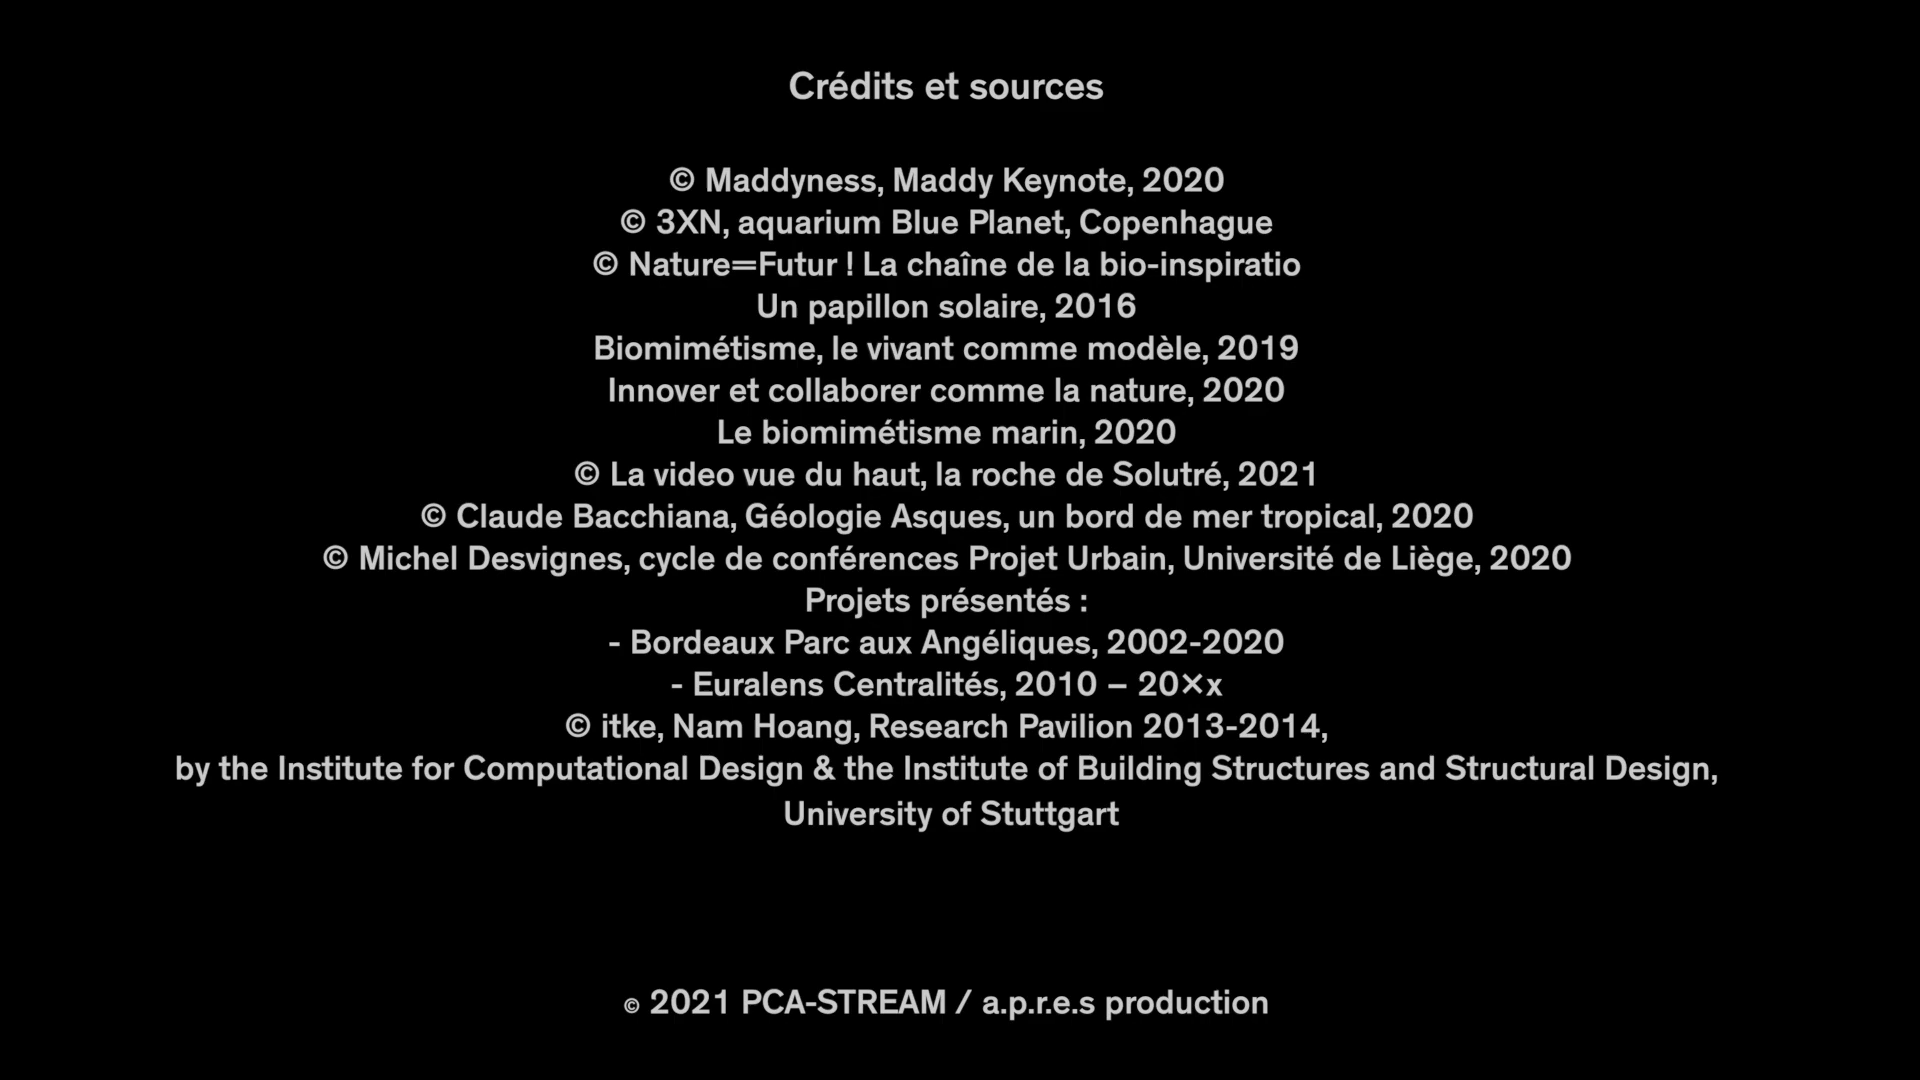 Crédits et sources
© Maddyness, Maddy Keynote, 2020
© 3XN, aquarium Blue Planet, Copenhague
© Nature=Futur ! La chaîne de la bio-inspiratio
Un papillon solaire, 2016
Biomimétisme, le vivant comme modèle, 2019
Innover et collaborer comme la nature, 2020
Le biomimétisme marin, 2020
© La video vue du haut, la roche de Solutré, 2021
© Claude Bacchiana, Géologie Asques, un bord de mer tropical, 2020
© Michel Desvignes, cycle de conférences Projet Urbain, Université de Liège, 2020
Projets présentés :
- Bordeaux Parc aux Angéliques, 2002-2020
- Euralens Centralités, 2010 – 20×x
© itke, Nam Hoang, Research Pavilion 2013-2014,
by the Institute for Computational Design & the Institute of Building Structures and Structural Design,
University of Stuttgart
© 2021 PCA-STREAM / a.p.r.e.s production